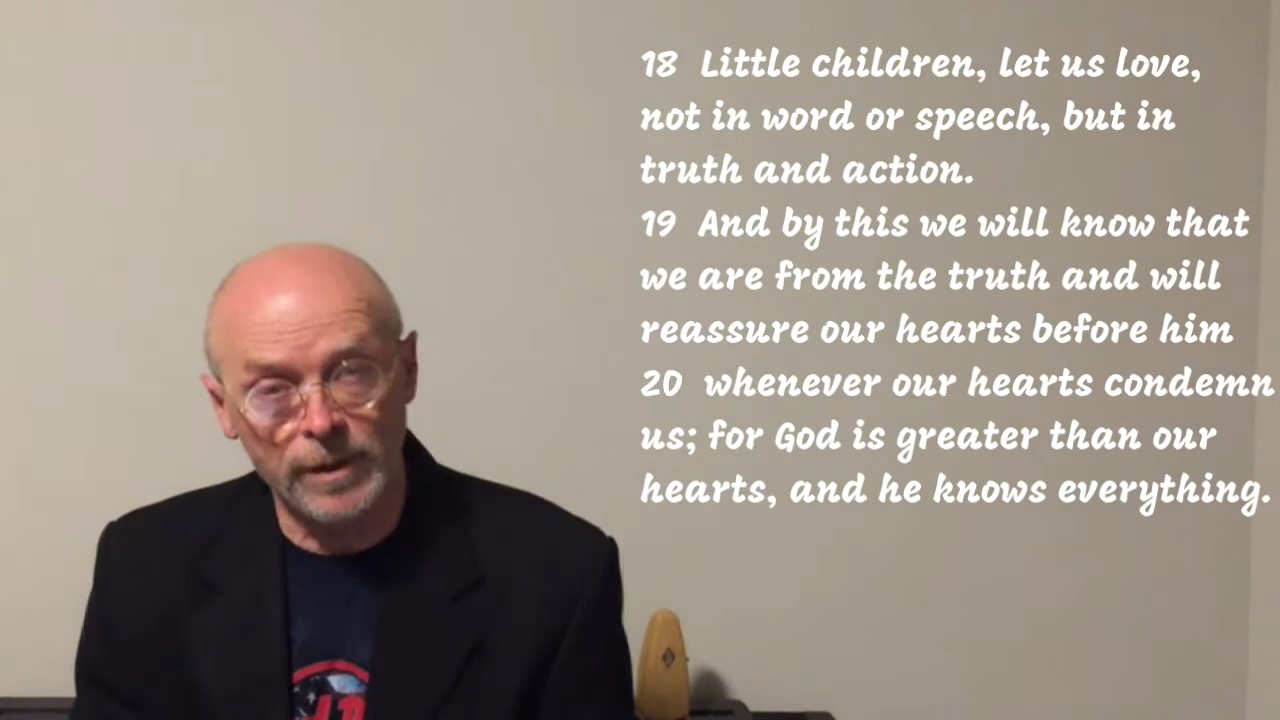 18 Little children, let us love,
not in word or speech, but in
truth and action.
19 And by this we will know that
we are from the truth and will
reassure our hearts before him
20 whenever our hearts condemn
us; for God is greater than our
hearts, and he knows everything.